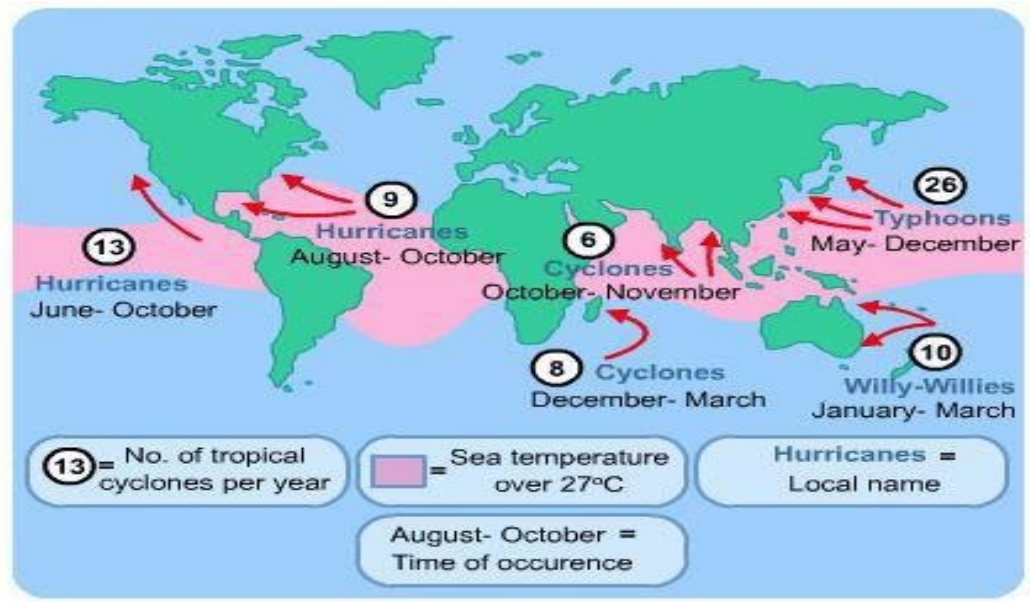 26
9
Typhoons
May- December
Hurricanes
August- October
6
Cyclones
October- November
13
Hurricanes
June- October
8
Cyclones
December- March
10
Willy-Willies
January- March
13 = No. of tropical
cyclones per year
= Sea temperature
over 27°C
Hurricanes =
Local name
August- October =
Time of occurence